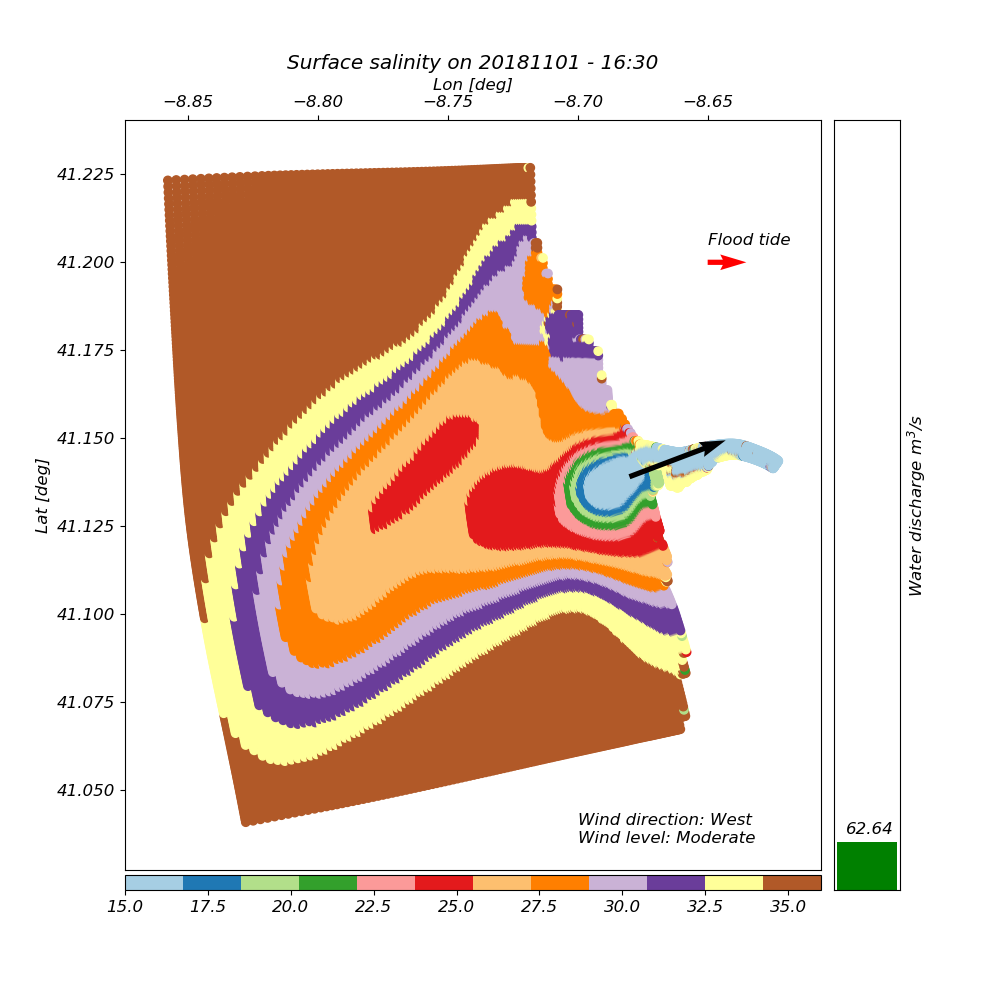 Surface salinity on 20181101 - 16:30
Lon [deg]
−8.85 −8.80 −8.75 −8.70 −8.65
41.225
41.200
41.175
41.150
41.125
41.100
41.075
41.050
Lat [deg]
Flood tide
Wind direction: West
Wind level: Moderate
62.64
Water discharge m³/s
15.0 17.5 20.0 22.5 25.0 27.5 30.0 32.5 35.0